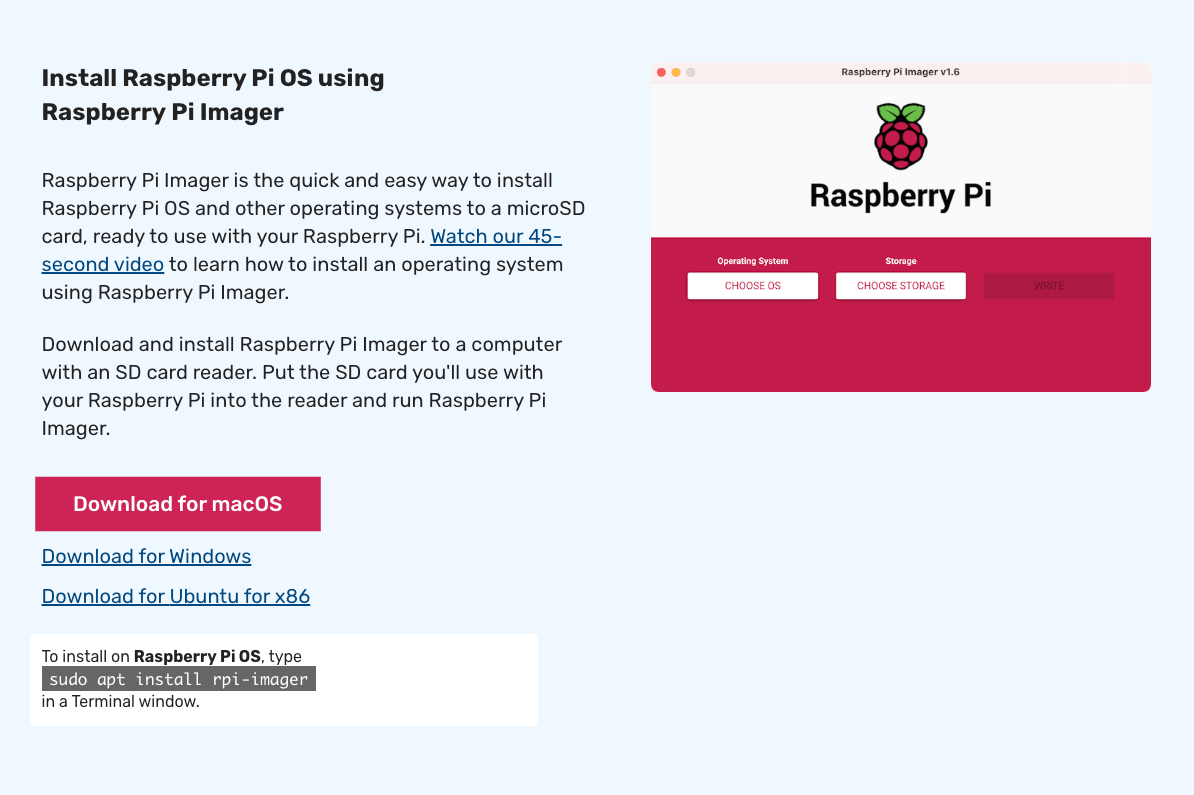 Install Raspberry Pi OS using
Raspberry Pi Imager
Raspberry Pi Imager is the quick and easy way to install
Raspberry Pi OS and other operating systems to a microSD
card, ready to use with your Raspberry Pi. Watch our 45-
second video to learn how to install an operating system
using Raspberry Pi Imager.
Download and install Raspberry Pi Imager to a computer
with an SD card reader. Put the SD card you'll use with
your Raspberry Pi into the reader and run Raspberry Pi
Imager.
Download for macOS
Download for Windows
Download for Ubuntu for x86
To install on Raspberry Pi OS, type
sudo apt install rpi-imager
in a Terminal window.
Raspberry Pi Imager v1.6
Raspberry Pi
Operating System
Storage
CHOOSE OS
CHOOSE STORAGE
WRITE